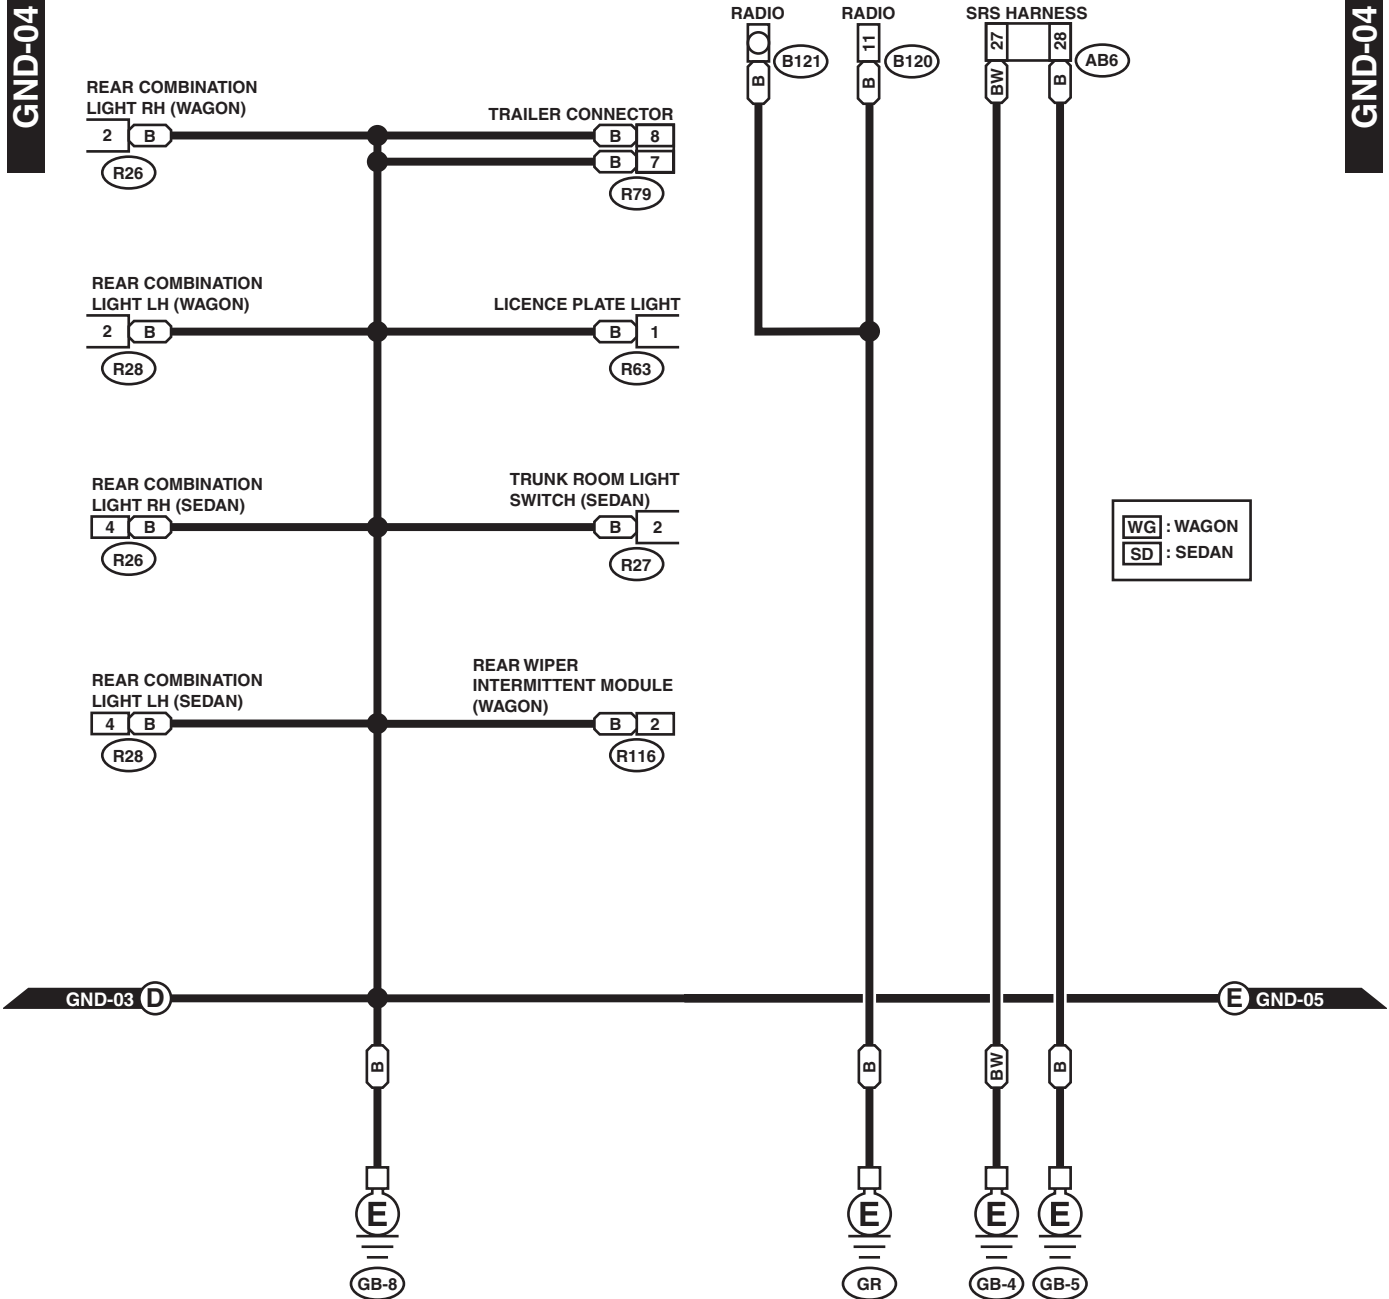 GND-04
GND-04
RADIO
B
B121
RADIO
11
B
B120
SRS HARNESS
27
28
BW
B
AB6
REAR COMBINATION
LIGHT RH (WAGON)
2 B
R26
TRAILER CONNECTOR
B 8
B 7
R79
REAR COMBINATION
LIGHT LH (WAGON)
2 B
R28
LICENCE PLATE LIGHT
B 1
R63
REAR COMBINATION
LIGHT RH (SEDAN)
4 B
R26
TRUNK ROOM LIGHT
SWITCH (SEDAN)
B 2
R27
WG : WAGON
SD : SEDAN
REAR COMBINATION
LIGHT LH (SEDAN)
4 B
R28
REAR WIPER
INTERMITTENT MODULE
(WAGON)
B 2
R116
GND-03 D
E GND-05
B
B
BW
B
E
E
E
E
GB-8
GR
GB-4
GB-5